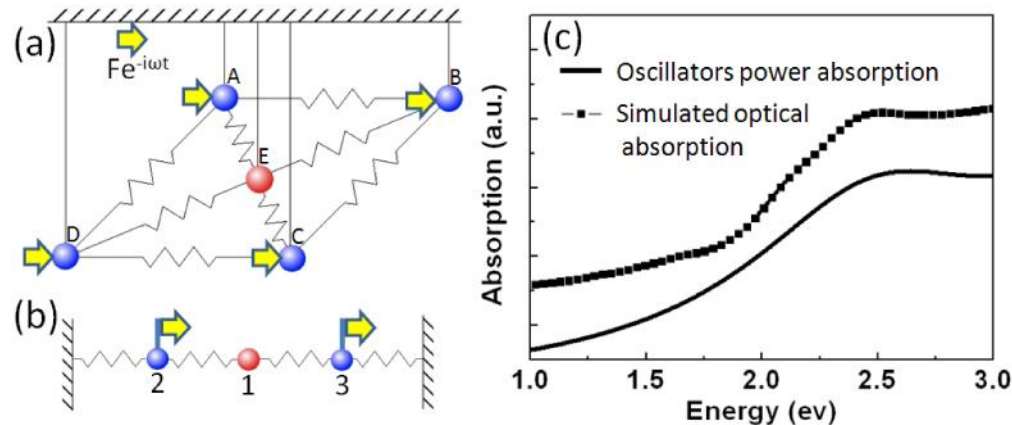 (a)
Fe^-iωt
A
B
E
D
C
(b)
2
1
3
(c)
Oscillators power absorption
Simulated optical
absorption
Absorption (a.u.)
1.0 1.5 2.0 2.5 3.0
Energy (ev)